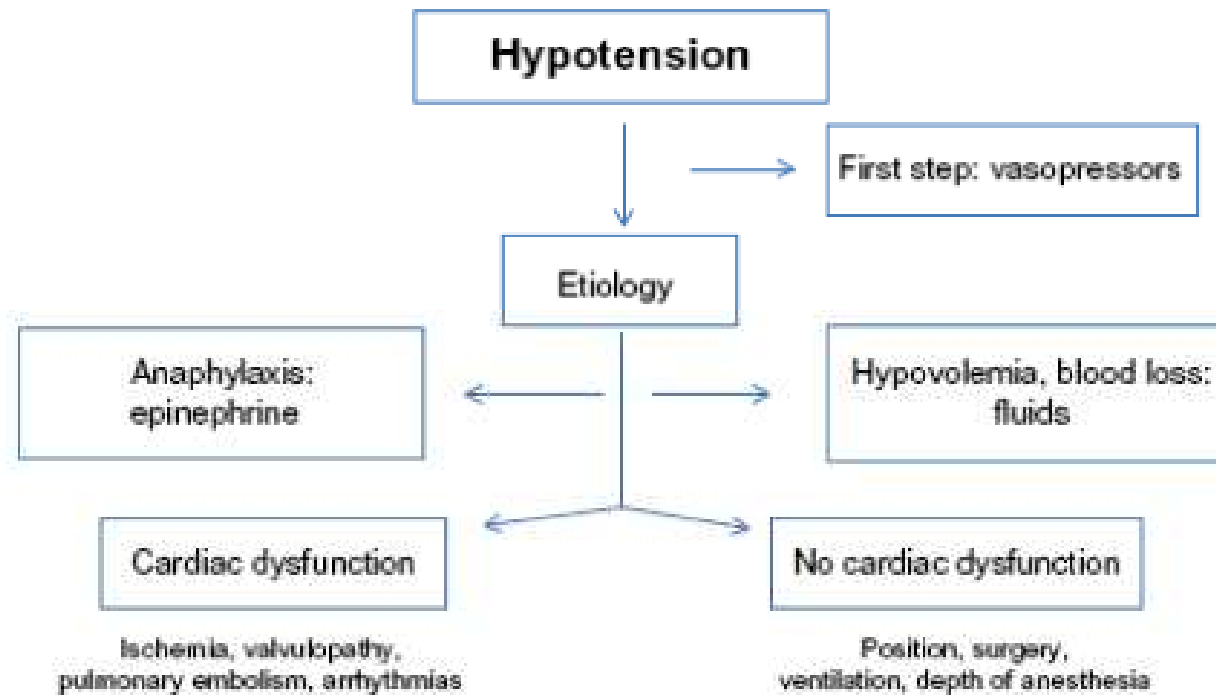 Hypotension
First step: vasopressors
Etiology
Anaphylaxis:
epinephrine
Hypovolemia, blood loss:
fluids
Cardiac dysfunction
No cardiac dysfunction
Ischemia, valvulopathy,
pulmonary embolism, arrhythmias
Position, surgery,
ventilation, depth of anesthesia